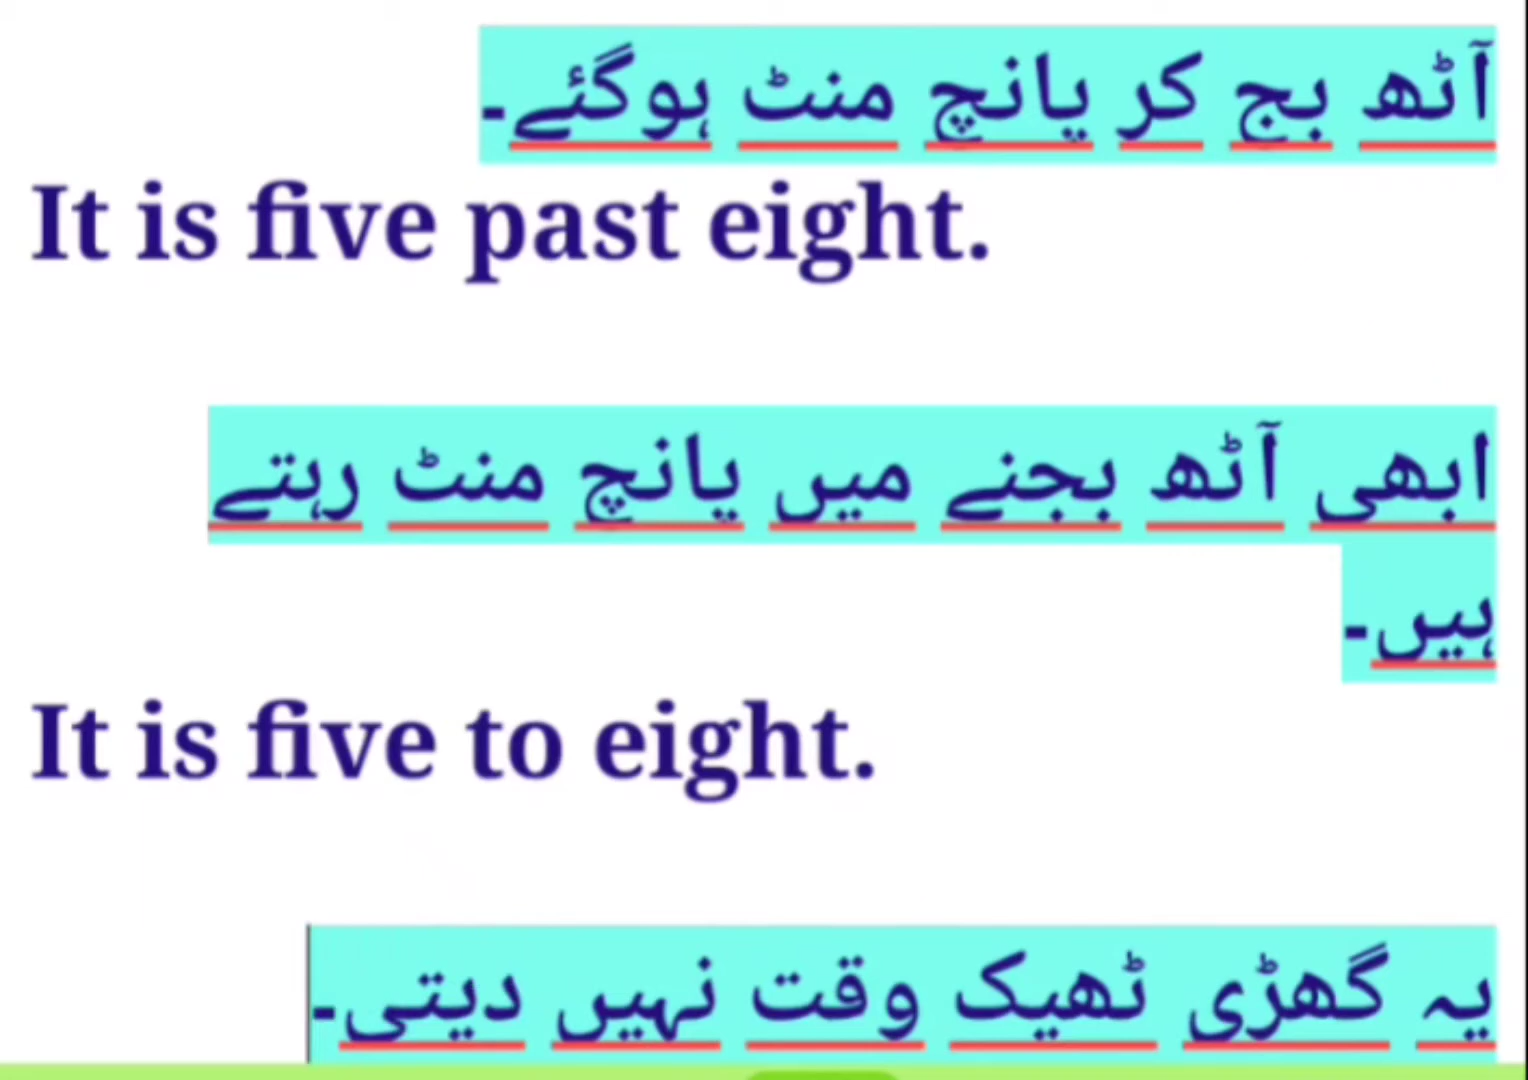 آٹھ بج کر پانچ منٹ ہوگئے۔
It is five past eight.
ابھی آٹھ بجنے میں پانچ منٹ رہتے
ہیں۔
It is five to eight.
یہ گھڑی ٹھیک وقت نہیں دیتی۔